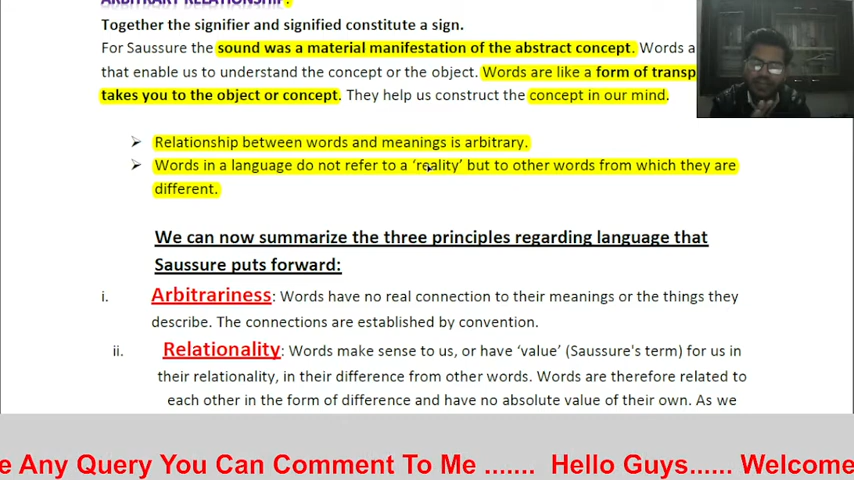 ARBITRARY RELATIONSHIP:
Together the signifier and signified constitute a sign.
For Saussure the sound was a material manifestation of the abstract concept. Words a
that enable us to understand the concept or the object. Words are like a form of transp
takes you to the object or concept. They help us construct the concept in our mind.
➢ Relationship between words and meanings is arbitrary.
➢ Words in a language do not refer to a ‘reality’ but to other words from which they are
different.
We can now summarize the three principles regarding language that
Saussure puts forward:
i. Arbitrariness: Words have no real connection to their meanings or the things they
describe. The connections are established by convention.
ii. Relationality: Words make sense to us, or have ‘value’ (Saussure's term) for us in
their relationality, in their difference from other words. Words are therefore related to
each other in the form of difference and have no absolute value of their own. As we
e Any Query You Can Comment To Me ....... Hello Guys...... Welcome